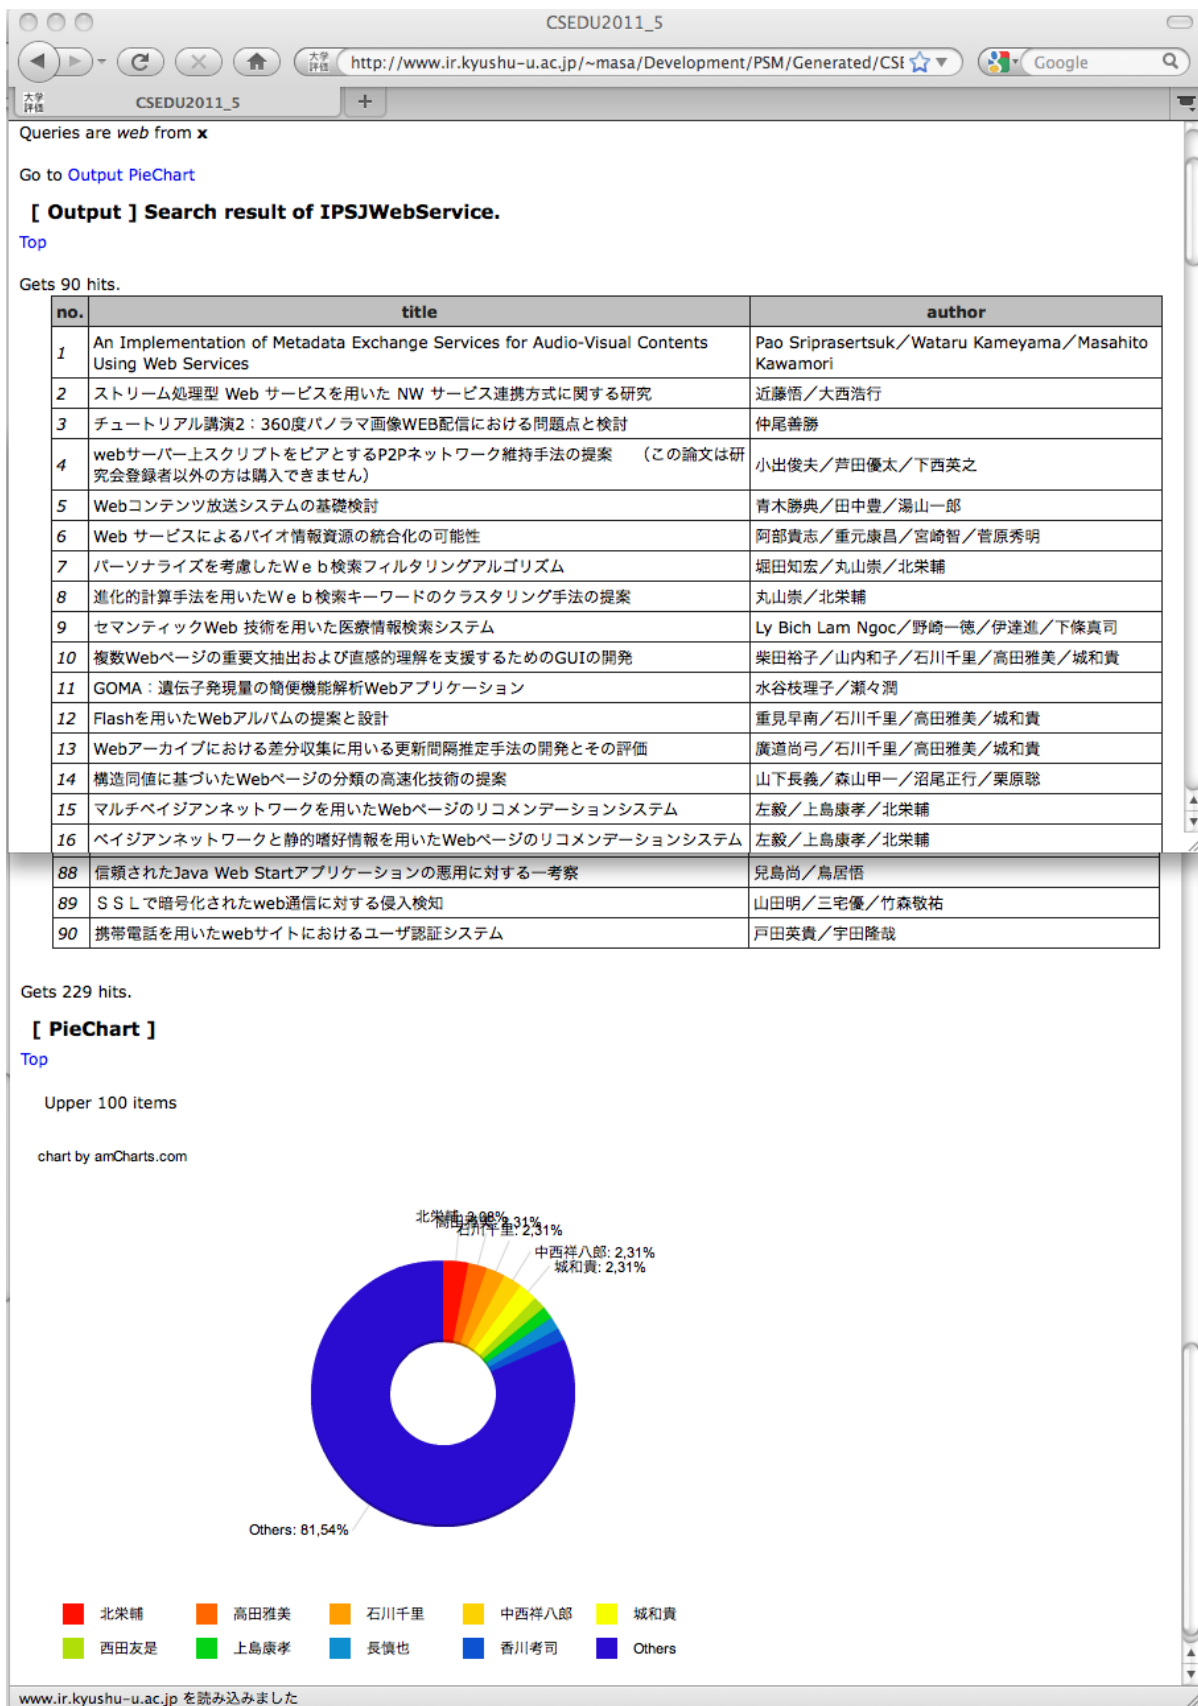 CSEDU2011_5
大学
評価
http://www.ir.kyushu-u.ac.jp/~masa/Development/PSM/Generated/CSE
Google
大学
評価
CSEDU2011_5
+
Queries are web from x
Go to Output PieChart
[ Output ] Search result of IPSJWebService.
Top
Gets 90 hits.
no. title author
1 An Implementation of Metadata Exchange Services for Audio-Visual Contents Pao Sriprasertsuk／Wataru Kameyama／Masahito
Using Web Services Kawamori
2 ストリーム処理型 Web サービスを用いた NW サービス連携方式に関する研究 近藤悟／大西浩行
3 チュートリアル講演2：360度パノラマ画像WEB配信における問題点と検討 仲尾善勝
4 webサーバー上スクリプトをピアとするP2Pネットワーク維持手法の提案　（この論文は研 小出俊夫／芦田優太／下西英之
究会登録者以外の方は購入できません）
5 Webコンテンツ放送システムの基礎検討 青木勝典／田中豊／湯山一郎
6 Web サービスによるバイオ情報資源の統合化の可能性 阿部貴志／重元康昌／宮崎智／菅原秀明
7 パーソナライズを考慮したＷｅｂ検索フィルタリングアルゴリズム 堀田知宏／丸山崇／北栄輔
8 進化的計算手法を用いたＷｅｂ検索キーワードのクラスタリング手法の提案 丸山崇／北栄輔
9 セマンティックWeb 技術を用いた医療情報検索システム Ly Bich Lam Ngoc／野崎一徳／伊達進／下條真司
10 複数Webページの重要文抽出および直感的理解を支援するためのGUIの開発 柴田裕子／山内和子／石川千里／高田雅美／城和貴
11 GOMA：遺伝子発現量の簡便機能解析Webアプリケーション 水谷枝理子／瀬々潤
12 Flashを用いたWebアルバムの提案と設計 重見早南／石川千里／高田雅美／城和貴
13 Webアーカイブにおける差分収集に用いる更新間隔推定手法の開発とその評価 廣道尚弓／石川千里／高田雅美／城和貴
14 構造同値に基づいたWebページの分類の高速化技術の提案 山下長義／森山甲一／沼尾正行／栗原聡
15 マルチベイジアンネットワークを用いたWebページのリコメンデーションシステム 左毅／上島康孝／北栄輔
16 ベイジアンネットワークと静的嗜好情報を用いたWebページのリコメンデーションシステム 左毅／上島康孝／北栄輔
88 信頼されたJava Web Startアプリケーションの悪用に対する一考察 兒島尚／鳥居悟
89 ＳＳＬで暗号化されたweb通信に対する侵入検知 山田明／三宅優／竹森敬祐
90 携帯電話を用いたwebサイトにおけるユーザ認証システム 戸田英貴／宇田隆哉
Gets 229 hits.
[ PieChart ]
Top
Upper 100 items
chart by amCharts.com
北栄輔: 3,08%
高田雅美: 2,31%
石川千里: 2,31%
中西祥八郎: 2,31%
城和貴: 2,31%
Others: 81,54%
北栄輔 高田雅美 石川千里 中西祥八郎 城和貴
西田友是 上島康孝 長慎也 香川考司 Others
www.ir.kyushu-u.ac.jp を読み込みました